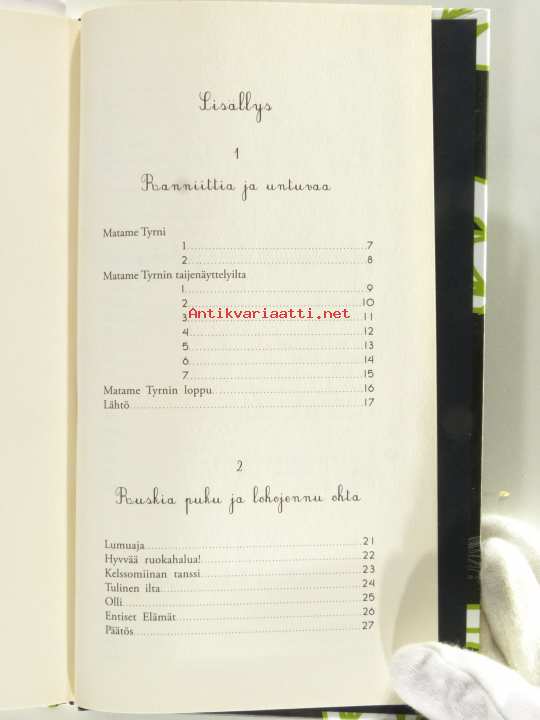 Lisällys
1
Ranniittia ja untuvaa
Matame Tyrni
1 7
2 8
Matame Tyrnin taijenäyttelyilta
1 9
2 10
3 11
Antikvariaatti.net
4 12
5 13
6 14
7 15
Matame Tyrnin loppu 16
Lähtö 17
2
Ruskia puku ja lohojennu ohta
Lumuaja 21
Hyvvää ruokahalua! 22
Kelssomiinan tanssi 23
Tulinen ilta 24
Olli 25
Entiset Elämät 26
Päätös 27